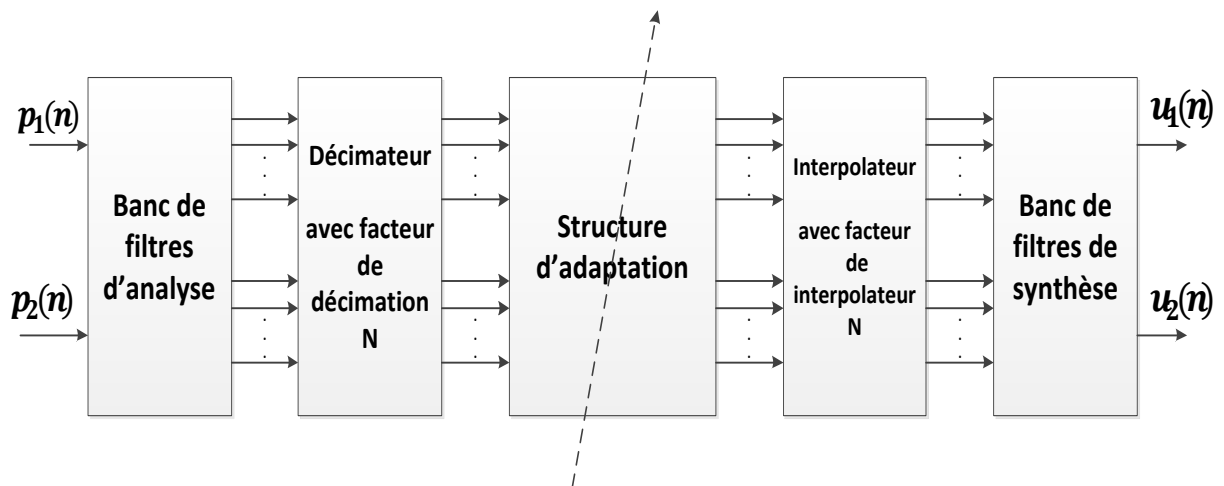 p₁(n)
p₂(n)
Banc de
filtres
d'analyse
Décimateur
avec facteur
de
décimation
N
Structure
d'adaptation
Interpolateur
avec facteur
de
interpolateur
N
Banc de
filtres de
synthèse
u₁(n)
u₂(n)